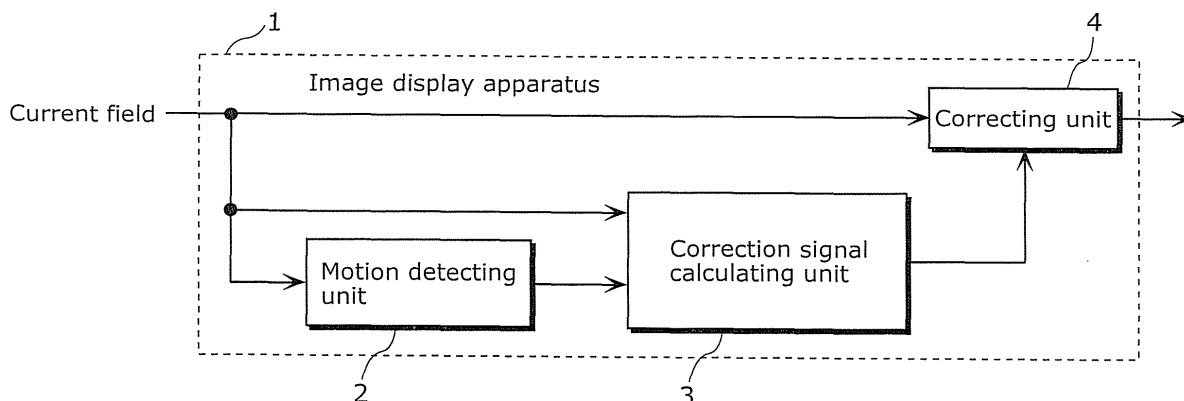 1
4
Image display apparatus
Current field
Correcting unit
Correction signal
calculating unit
Motion detecting
unit
2
3